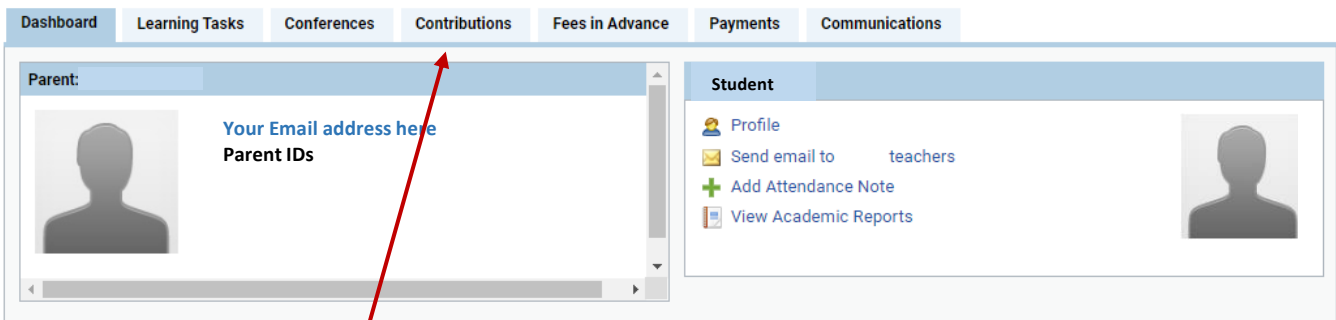 Dashboard Learning Tasks Conferences Contributions Fees in Advance Payments Communications
Parent:
Your Email address here
Parent IDs
Student
Profile
Send email to teachers
Add Attendance Note
View Academic Reports